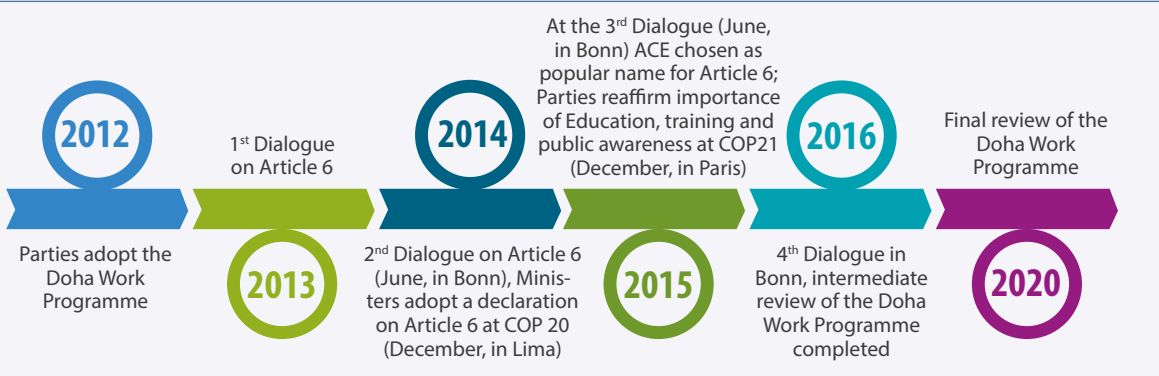 2012
Parties adopt the
Doha Work
Programme
1st Dialogue
on Article 6
2013
2014
2nd Dialogue on Article 6
(June, in Bonn), Minis-
ters adopt a declaration
on Article 6 at COP 20
(December, in Lima)
At the 3rd Dialogue (June,
in Bonn) ACE chosen as
popular name for Article 6;
Parties reaffirm importance
of Education, training and
public awareness at COP21
(December, in Paris)
2015
2016
4th Dialogue in
Bonn, intermediate
review of the Doha
Work Programme
completed
Final review of the
Doha Work
Programme
2020